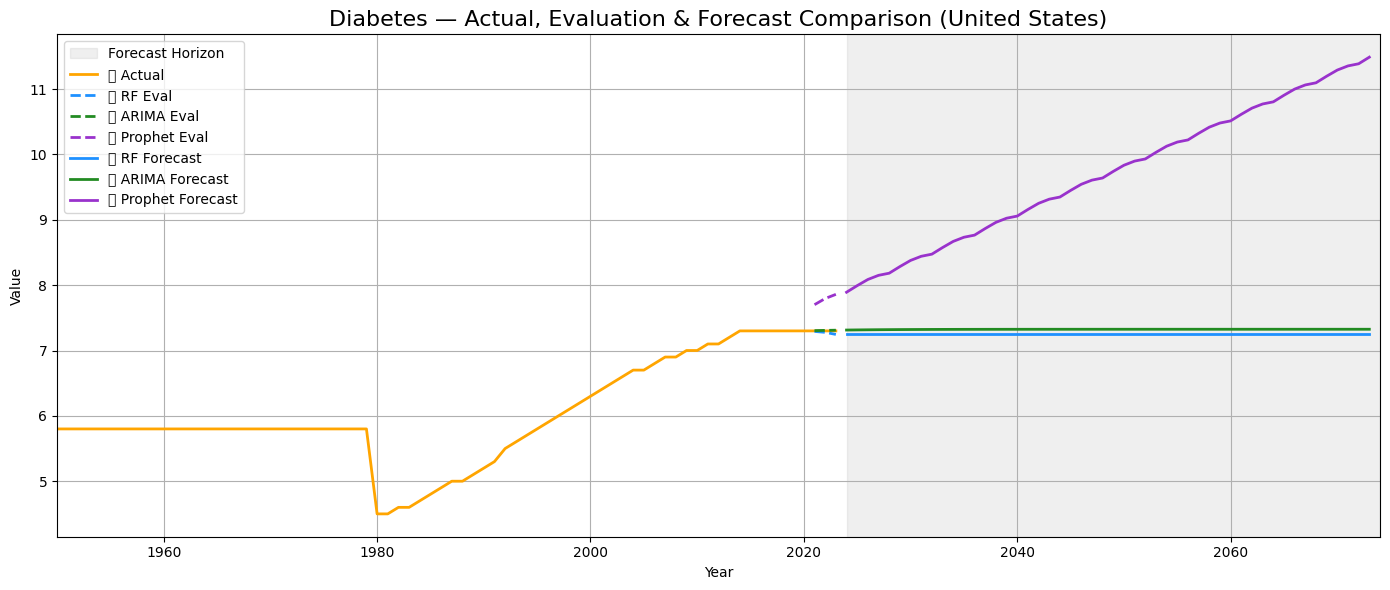 Diabetes — Actual, Evaluation & Forecast Comparison (United States)
Forecast Horizon
▯ Actual
▯ RF Eval
▯ ARIMA Eval
▯ Prophet Eval
▯ RF Forecast
▯ ARIMA Forecast
▯ Prophet Forecast
Value
11
10
9
8
7
6
5
1960 1980 2000 2020 2040 2060
Year